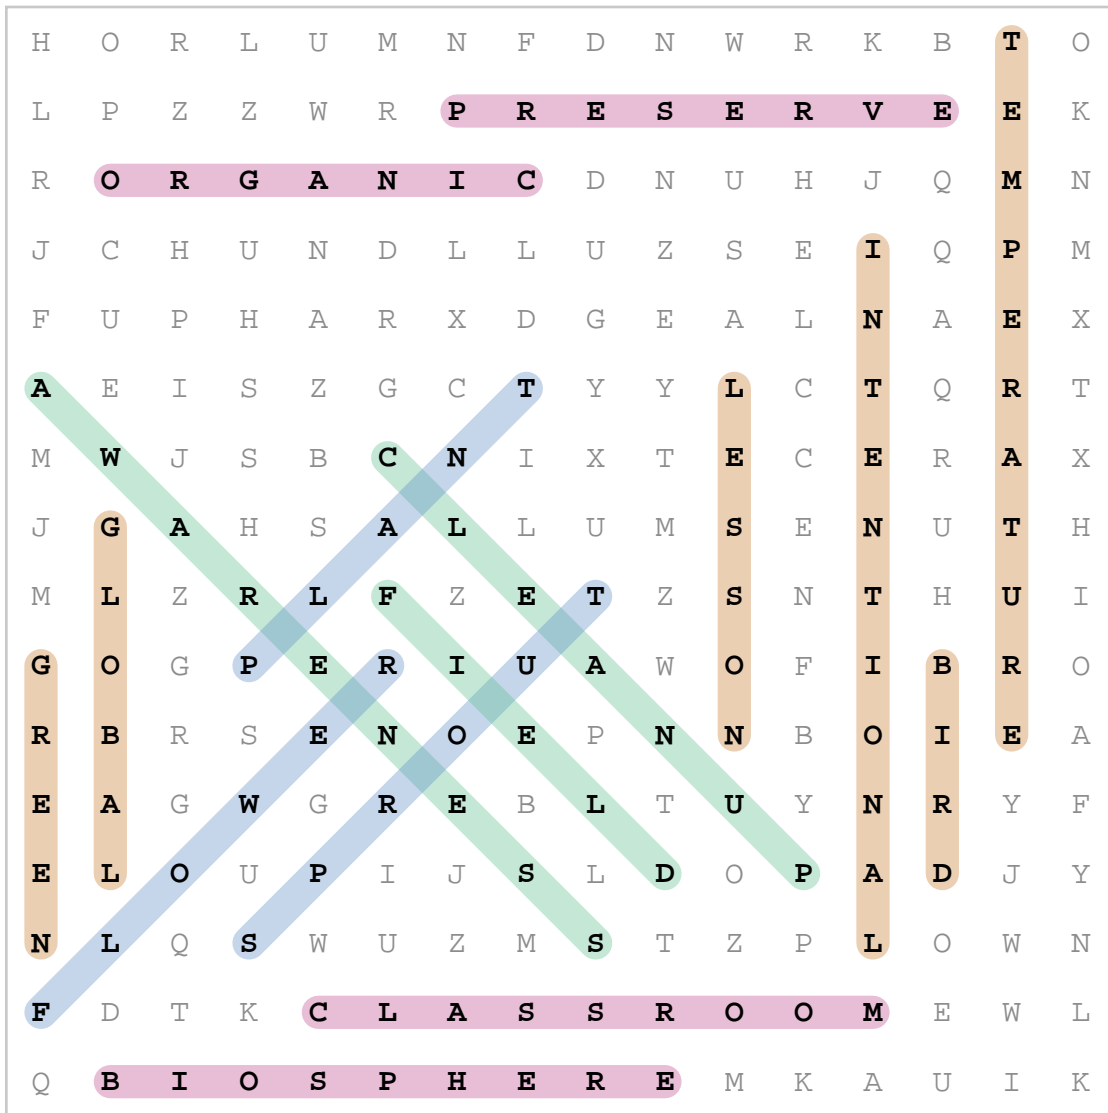 H O R L U M N F D N W R K B T O
L P Z Z W R P R E S E R V E E K
R O R G A N I C D N U H J Q M N
J C H U N D L L U Z S E I Q P M
F U P H A R X D G E A L N A E X
A E I S Z G C T Y Y L C T Q R T
M W J S B C N I X T E C E R A X
J G A H S A L L U M S E N U T H
M L Z R L F Z E T Z S N T H U I
G O G P E R I U A W O F I B R O
R B R S E N O E P N N B O I E A
E A G W G R E B L T U Y N R Y F
E L O U P I J S L D O P A D J Y
N L Q S W U Z M S T Z P L O W N
F D T K C L A S S R O O M E W L
Q B I O S P H E R E M K A U I K